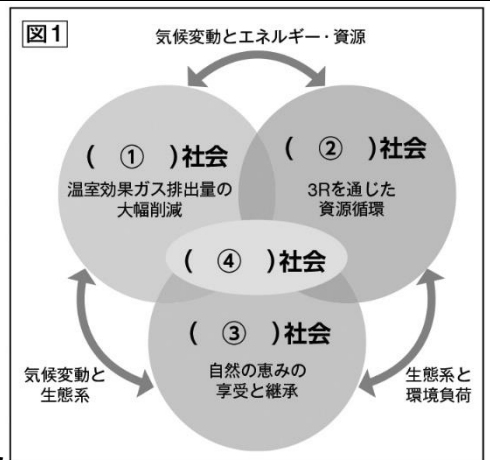 図1
気候変動とエネルギー・資源
( ① )社会
温室効果ガス排出量の
大幅削減
( ② )社会
3Rを通じた
資源循環
( ④ )社会
( ③ )社会
自然の恵みの
享受と継承
気候変動と
生態系
生態系と
環境負荷